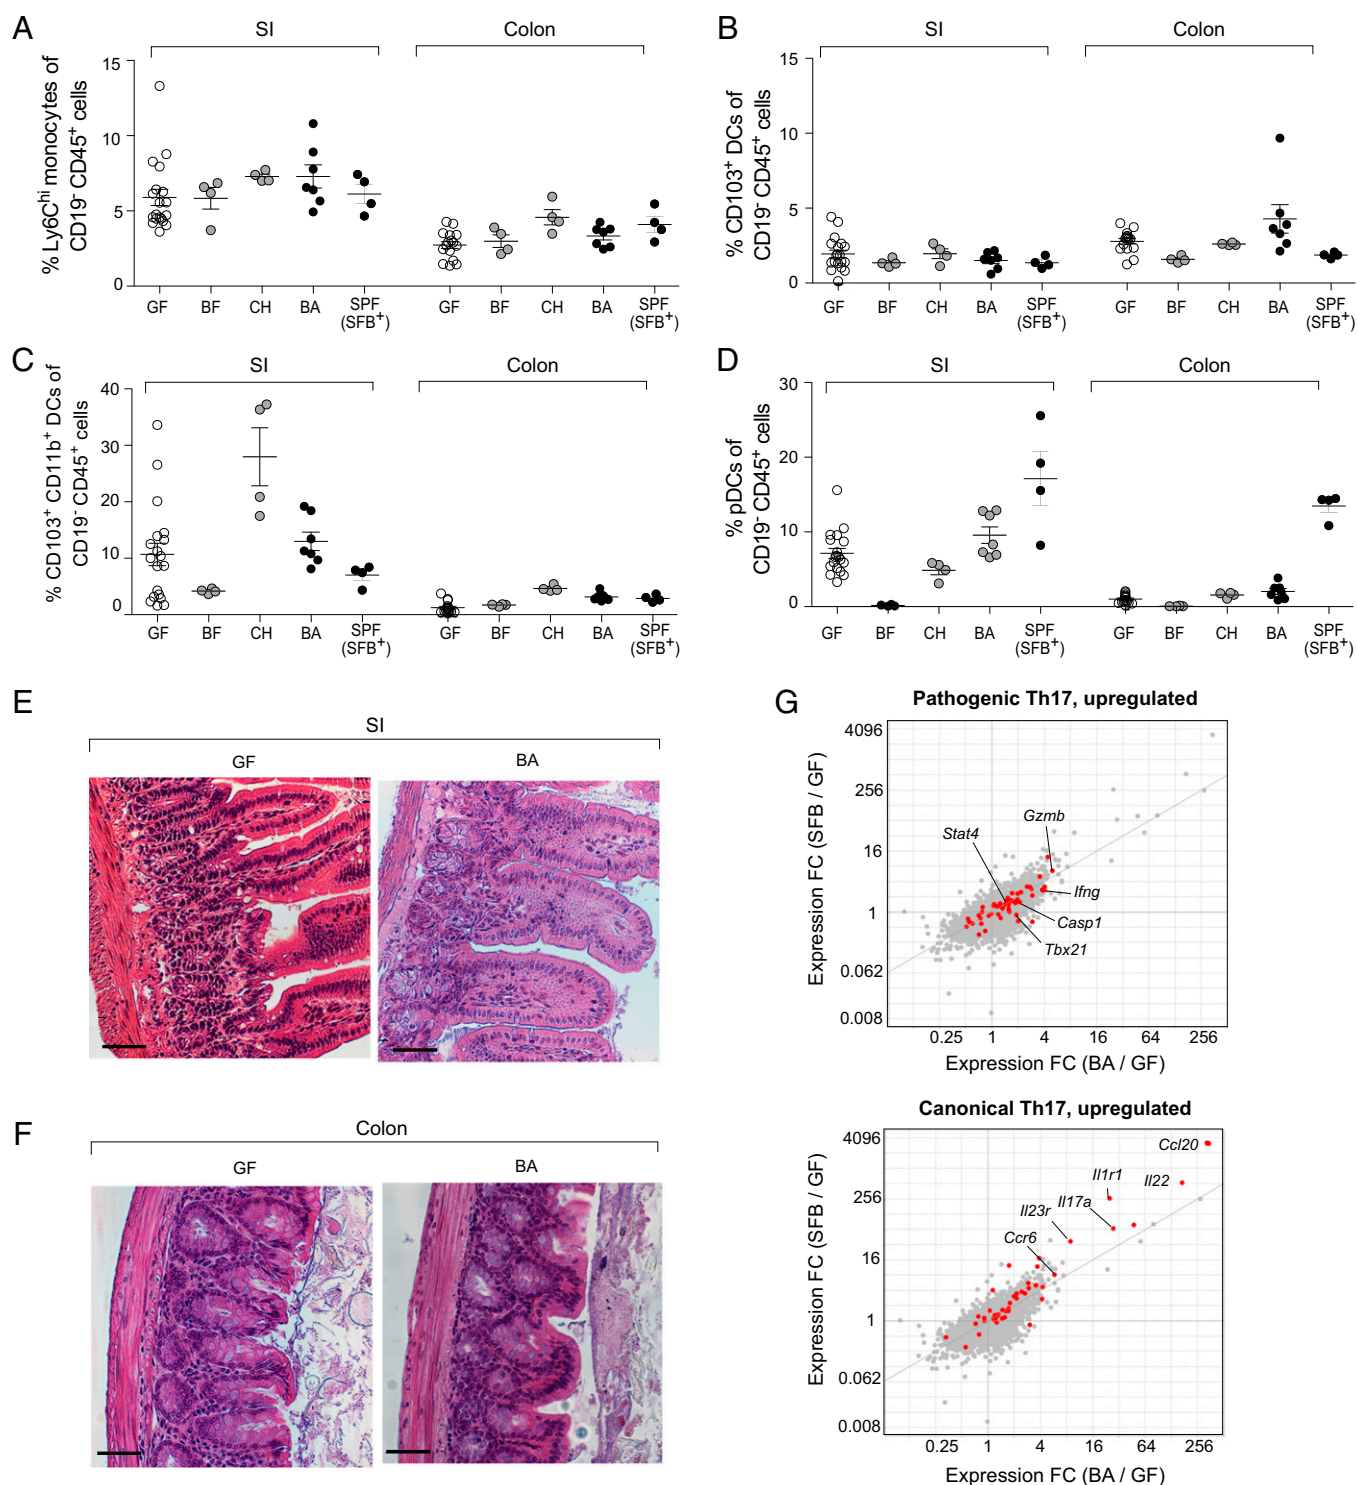 A
SI
Colon
% Ly6Chi monocytes of
CD19- CD45+ cells
15
10
5
0
GF BF CH BA SPF (SFB+)
GF BF CH BA SPF (SFB+)
B
SI
Colon
% CD103+ DCs of
CD19- CD45+ cells
15
10
5
0
GF BF CH BA SPF (SFB+)
GF BF CH BA SPF (SFB+)
C
SI
Colon
% CD103+ CD11b+ DCs of
CD19- CD45+ cells
40
30
20
10
0
GF BF CH BA SPF (SFB+)
GF BF CH BA SPF (SFB+)
D
SI
Colon
% pDCs of
CD19- CD45+ cells
30
20
10
0
GF BF CH BA SPF (SFB+)
GF BF CH BA SPF (SFB+)
E
SI
GF
BA
F
Colon
GF
BA
G
Pathogenic Th17, upregulated
Expression FC (SFB / GF)
4096
256
16
1
0.062
0.008
Stat4
Gzmb
Ifng
Casp1
Tbx21
0.25 1 4 16 64 256
Expression FC (BA / GF)
Canonical Th17, upregulated
Expression FC (SFB / GF)
4096
256
16
1
0.062
0.008
Ccl20
Il1r1
Il22
Il17a
Il23r
Ccr6
0.25 1 4 16 64 256
Expression FC (BA / GF)